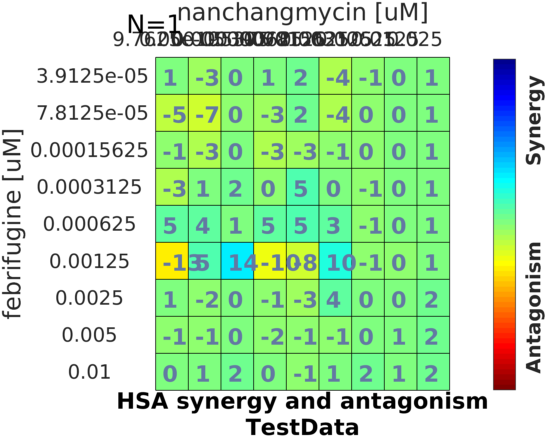 nanchangmycin [uM]
N=1
3.9125e-05 1 -3 0 1 2 -4 -1 0 1
7.8125e-05 -5 -7 0 -3 2 -4 0 0 1
0.00015625 -1 -3 0 -3 -3 -1 0 0 1
0.0003125 -3 1 2 0 5 0 -1 0 1
0.000625 5 4 1 5 5 3 -1 0 1
0.00125 -13 5 14 -10 -8 10 -1 0 1
0.0025 1 -2 0 -1 -3 4 0 0 2
0.005 -1 -1 0 -2 -1 -1 0 1 2
0.01 0 1 2 0 -1 1 2 1 2
febrifugine [uM]
Synergy
Antagonism
HSA synergy and antagonism
TestData